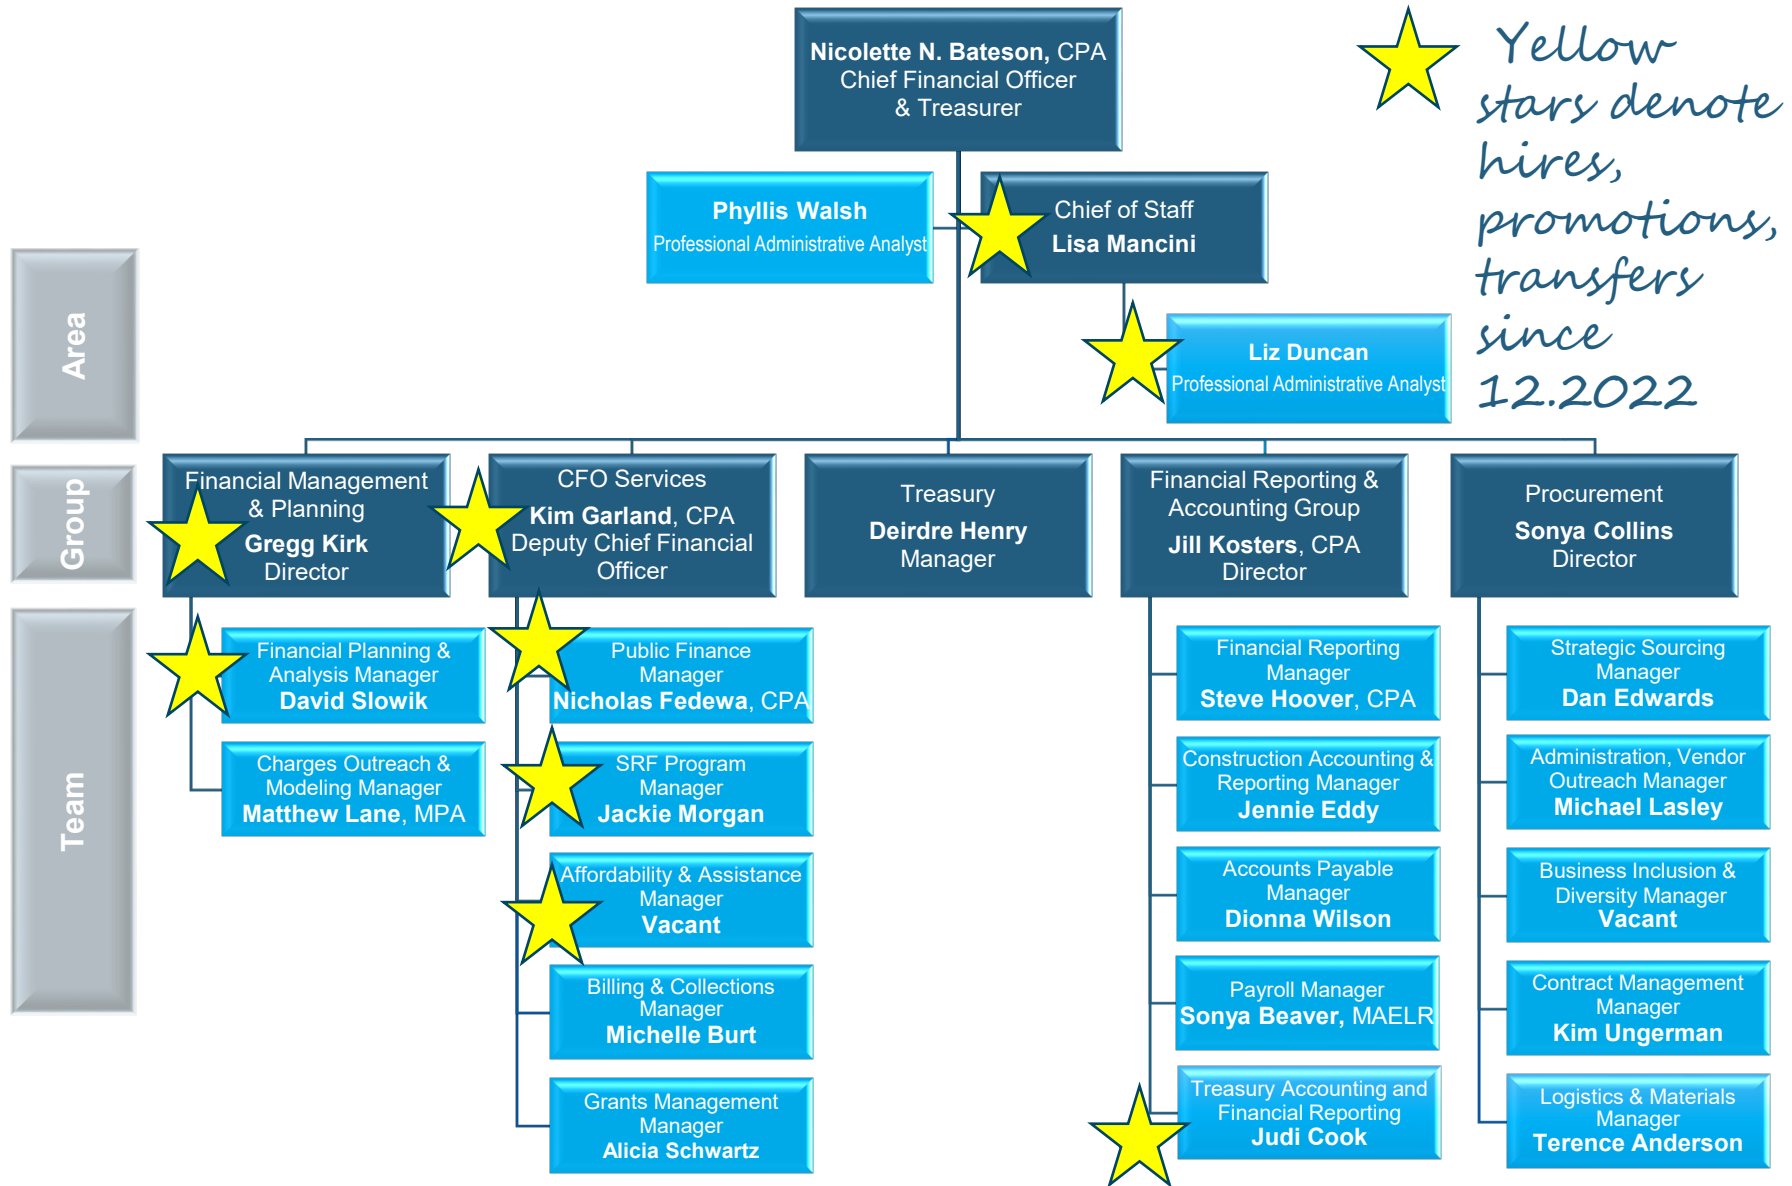 Nicolette N. Bateson, CPA
Chief Financial Officer
& Treasurer
Yellow
stars denote
hires,
promotions,
transfers
since
12.2022
Phyllis Walsh
Professional Administrative Analyst
Chief of Staff
Lisa Mancini
Liz Duncan
Professional Administrative Analyst
Area
Group
Team
Financial Management
& Planning
Gregg Kirk
Director
CFO Services
Kim Garland, CPA
Deputy Chief Financial
Officer
Treasury
Deirdre Henry
Manager
Financial Reporting &
Accounting Group
Jill Kosters, CPA
Director
Procurement
Sonya Collins
Director
Financial Planning &
Analysis Manager
David Slowik
Charges Outreach &
Modeling Manager
Matthew Lane, MPA
Public Finance
Manager
Nicholas Fedewa, CPA
SRF Program
Manager
Jackie Morgan
Affordability & Assistance
Manager
Vacant
Billing & Collections
Manager
Michelle Burt
Grants Management
Manager
Alicia Schwartz
Financial Reporting
Manager
Steve Hoover, CPA
Construction Accounting &
Reporting Manager
Jennie Eddy
Accounts Payable
Manager
Dionna Wilson
Payroll Manager
Sonya Beaver, MAELR
Treasury Accounting and
Financial Reporting
Judi Cook
Strategic Sourcing
Manager
Dan Edwards
Administration, Vendor
Outreach Manager
Michael Lasley
Business Inclusion &
Diversity Manager
Vacant
Contract Management
Manager
Kim Ungerman
Logistics & Materials
Manager
Terence Anderson